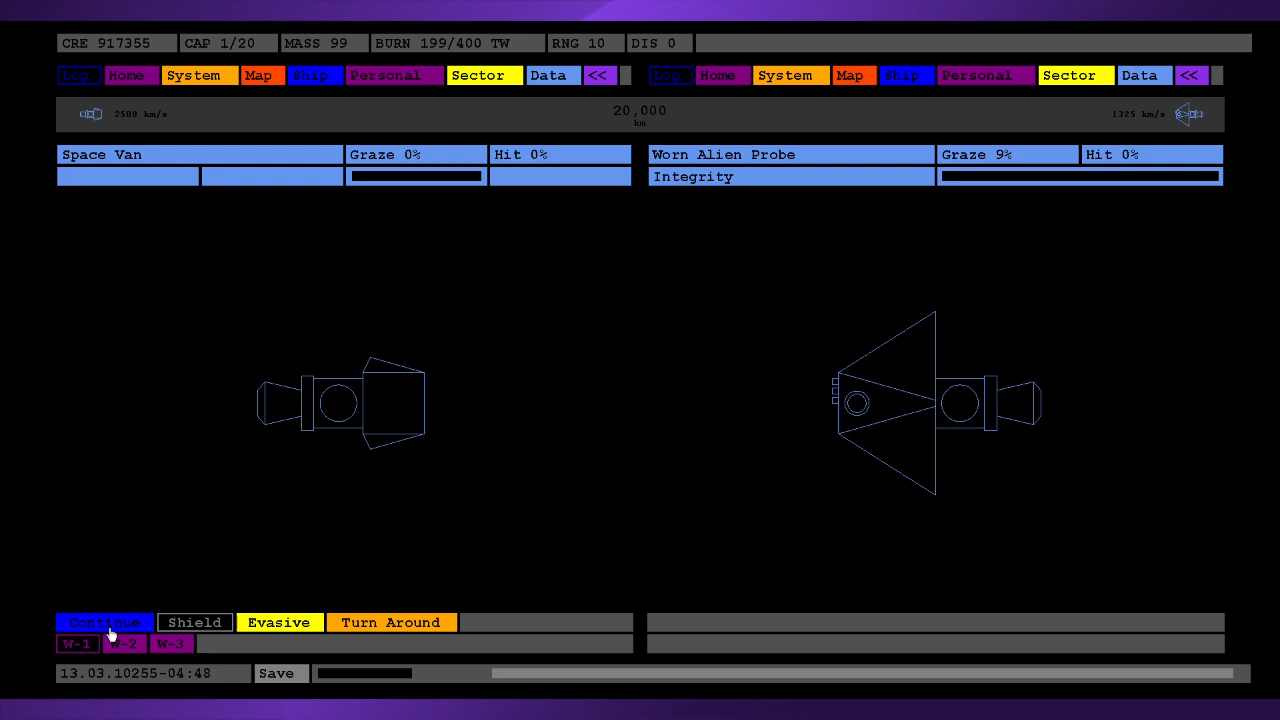 CRE 917355 CAP 1/20 MASS 99 BURN 199/400 TW RNG 10 DIS 0
Log Home System Map Ship Personal Sector Data << Log Home System Map Ship Personal Sector Data <<
2500 km/s 20,000 1325 km/s
km
Space Van Graze 0% Hit 0% Worn Alien Probe Graze 9% Hit 0%
Integrity
Continue Shield Evasive Turn Around
W-1 W-2 W-3
13.03.10255-04:48 Save